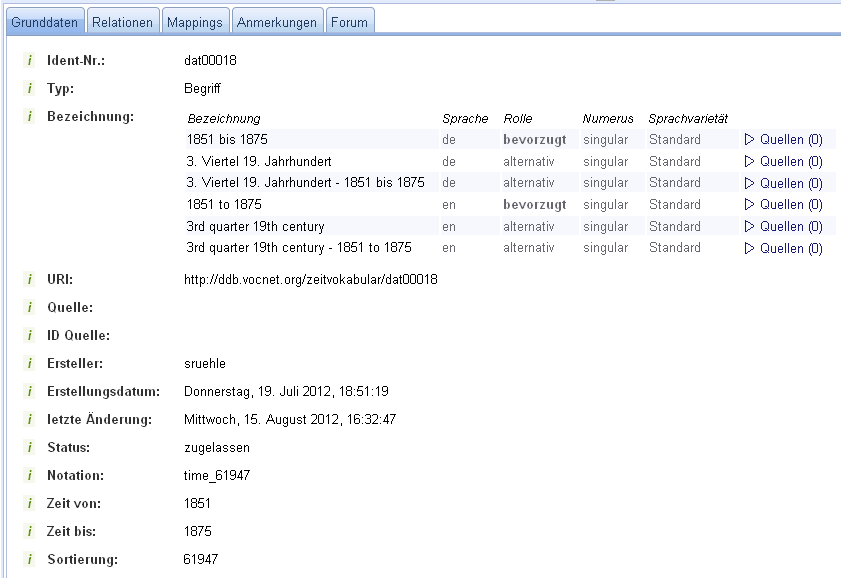 Grunddaten Relationen Mappings Anmerkungen Forum
i Ident-Nr.: dat00018
i Typ: Begriff
i Bezeichnung: Bezeichnung Sprache Rolle Numerus Sprachvarietät
1851 bis 1875 de bevorzugt singular Standard ▷ Quellen (0)
3. Viertel 19. Jahrhundert de alternativ singular Standard ▷ Quellen (0)
3. Viertel 19. Jahrhundert - 1851 bis 1875 de alternativ singular Standard ▷ Quellen (0)
1851 to 1875 en bevorzugt singular Standard ▷ Quellen (0)
3rd quarter 19th century en alternativ singular Standard ▷ Quellen (0)
3rd quarter 19th century - 1851 to 1875 en alternativ singular Standard ▷ Quellen (0)
i URI: http://ddb.vocnet.org/zeitvokabular/dat00018
i Quelle:
i ID Quelle:
i Ersteller: sruehle
i Erstellungsdatum: Donnerstag, 19. Juli 2012, 18:51:19
i letzte Änderung: Mittwoch, 15. August 2012, 16:32:47
i Status: zugelassen
i Notation: time_61947
i Zeit von: 1851
i Zeit bis: 1875
i Sortierung: 61947